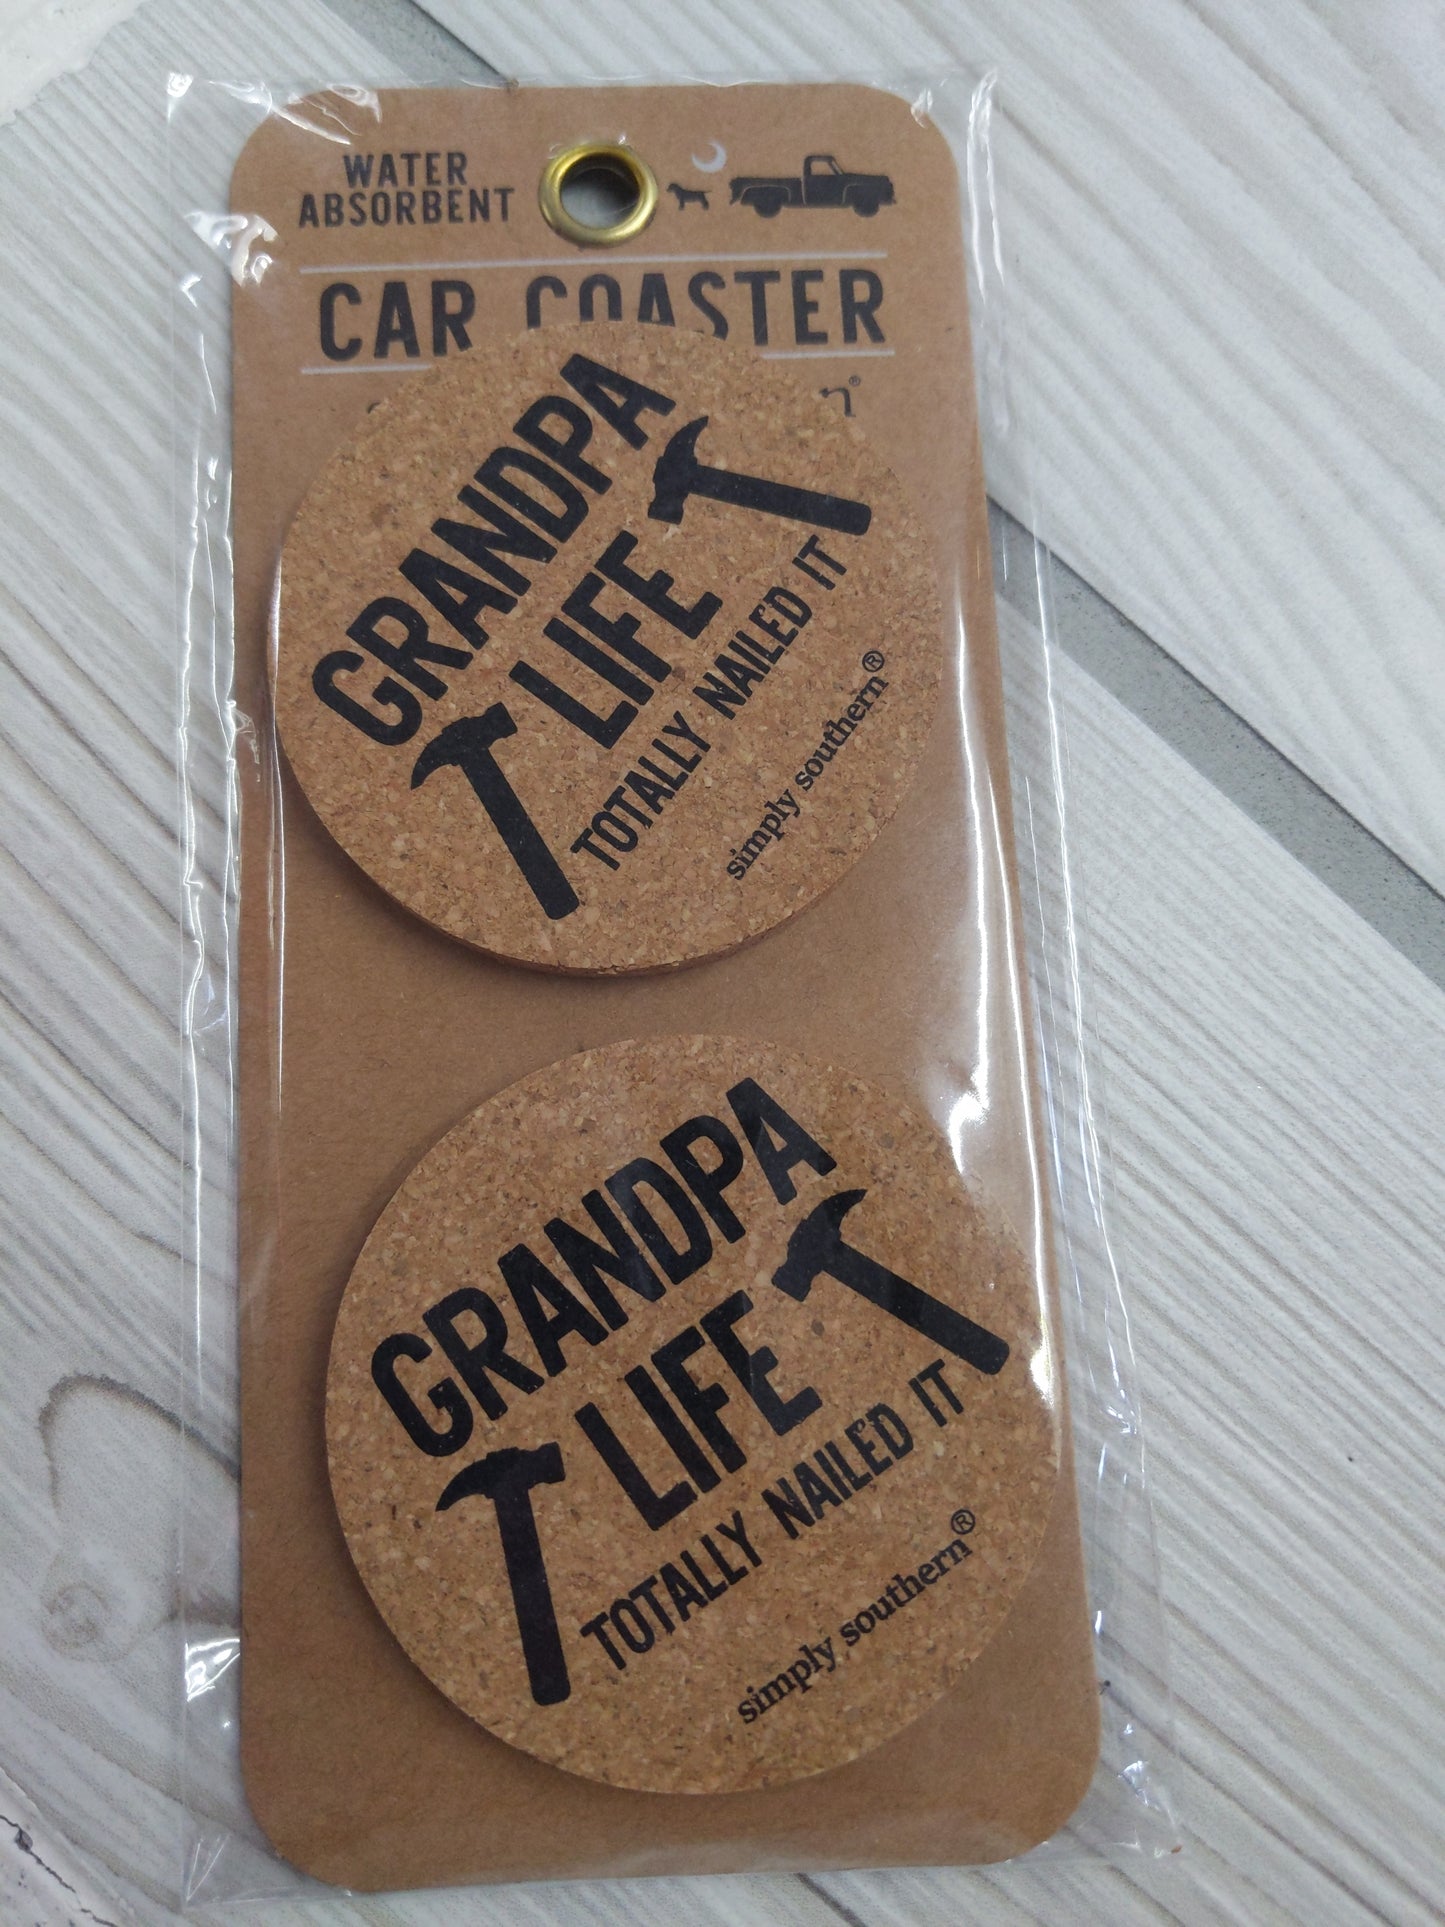 WATER
ABSORBENT
CAR COASTER
GRANDPA
LIFE
TOTALLY NAILED IT
simply southern®
GRANDPA
LIFE
TOTALLY NAILED IT
simply southern®